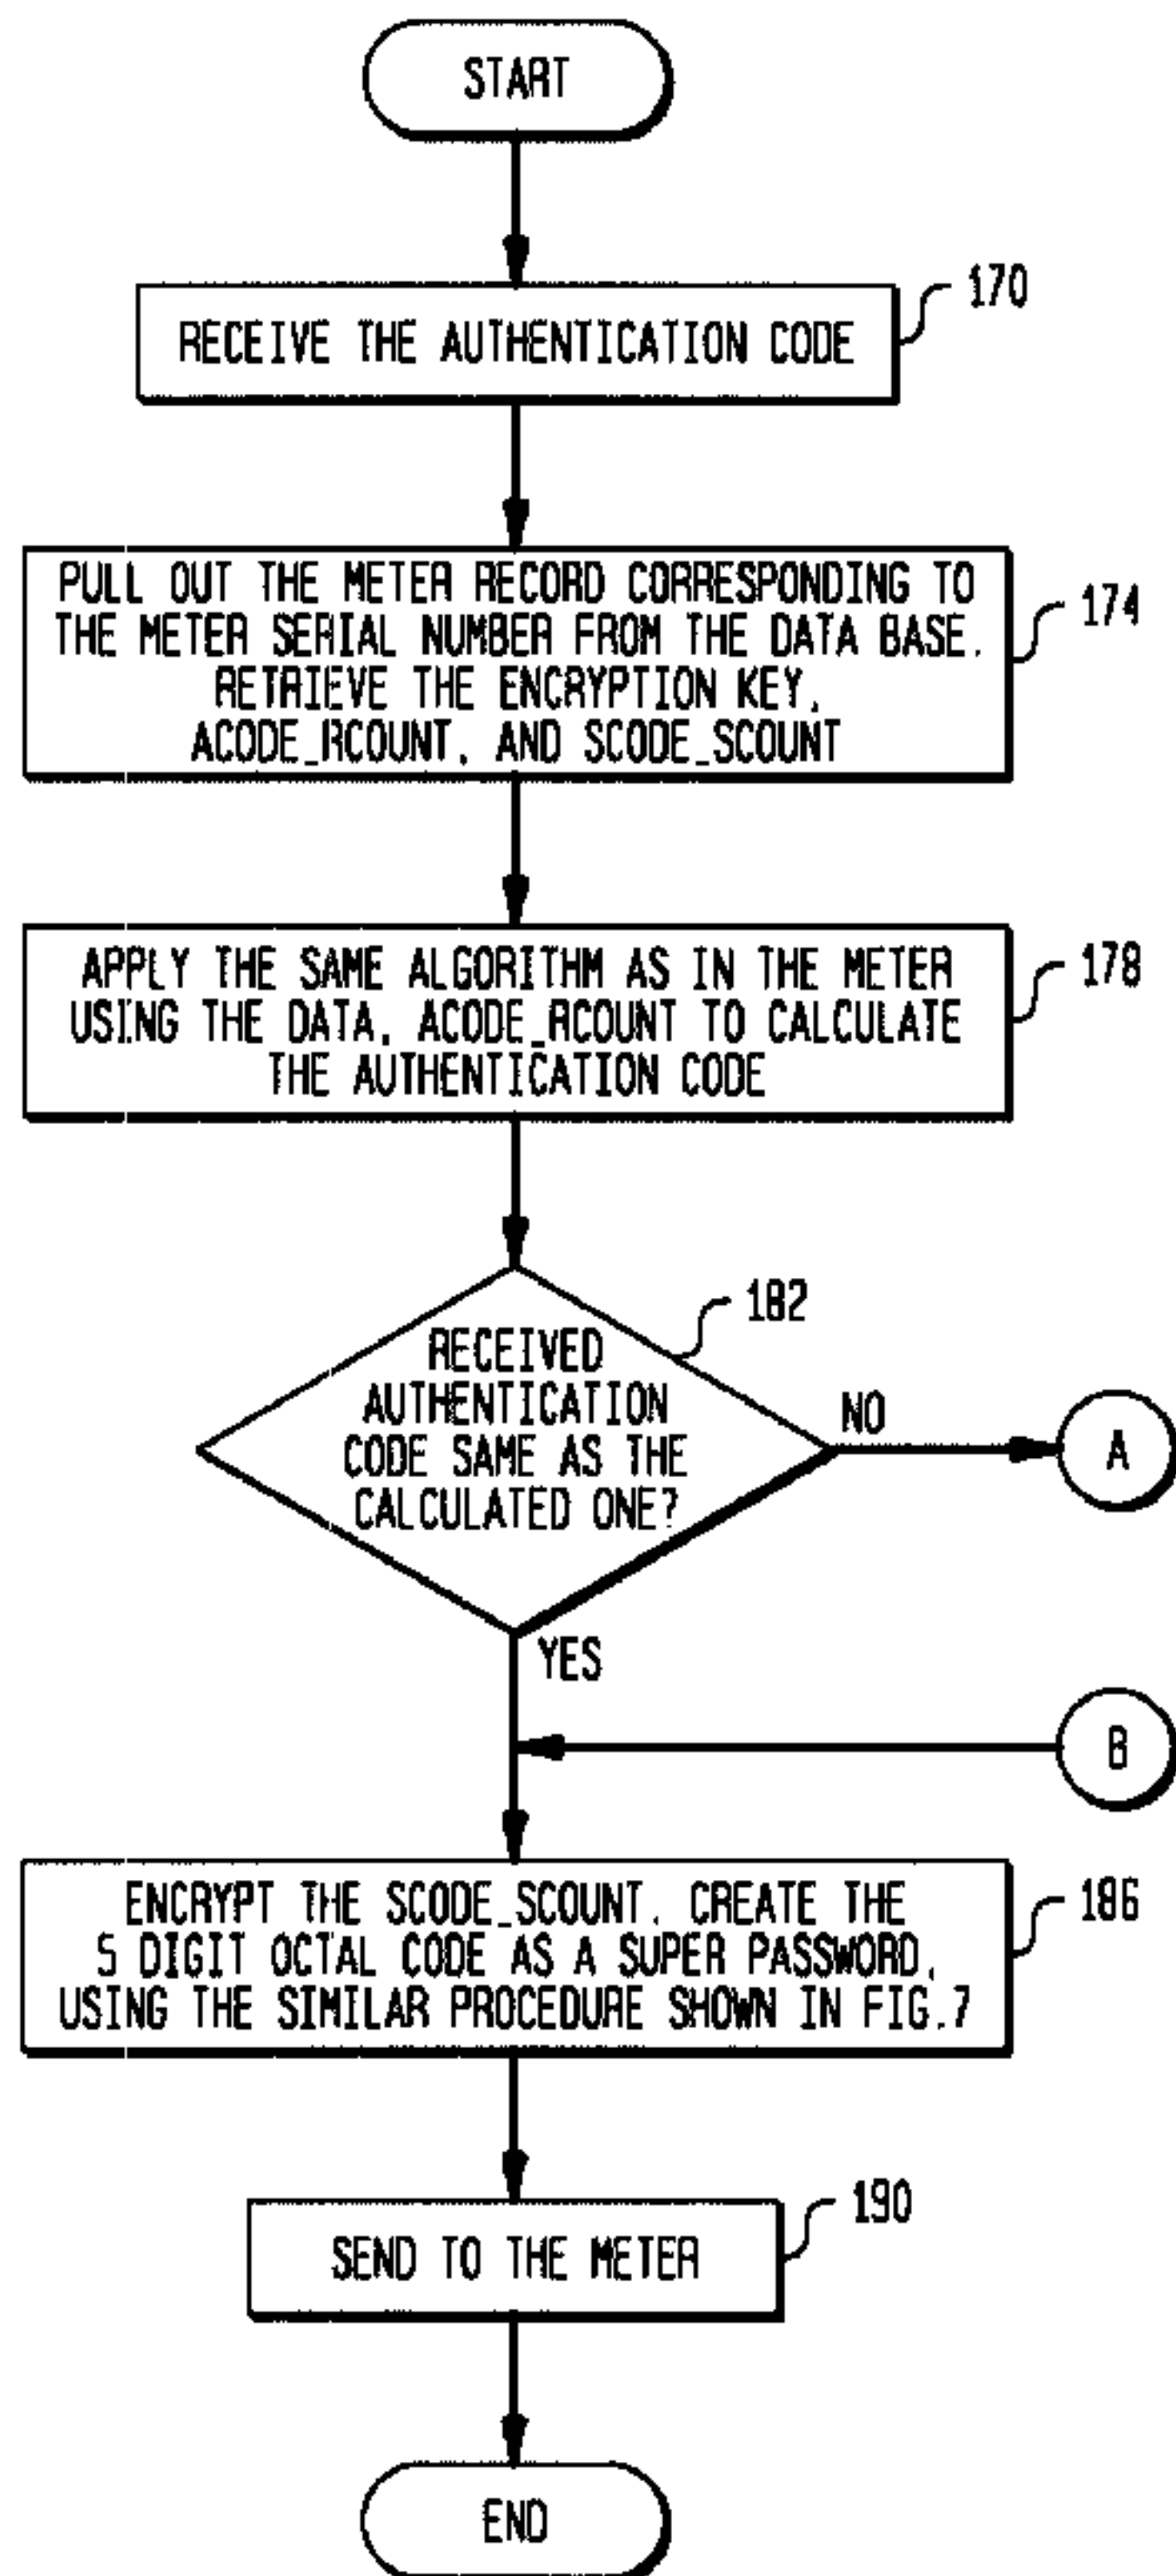 START
RECEIVE THE AUTHENTICATION CODE
170
PULL OUT THE METER RECORD CORRESPONDING TO
THE METER SERIAL NUMBER FROM THE DATA BASE.
RETRIEVE THE ENCRYPTION KEY,
ACODE_RCOUNT, AND SCODE_SCOUNT
174
APPLY THE SAME ALGORITHM AS IN THE METER
USING THE DATA, ACODE_RCOUNT TO CALCULATE
THE AUTHENTICATION CODE
178
182
RECEIVED
AUTHENTICATION
CODE SAME AS THE
CALCULATED ONE?
NO
A
YES
B
ENCRYPT THE SCODE_SCOUNT. CREATE THE
5 DIGIT OCTAL CODE AS A SUPER PASSWORD,
USING THE SIMILAR PROCEDURE SHOWN IN FIG.7
186
SEND TO THE METER
190
END